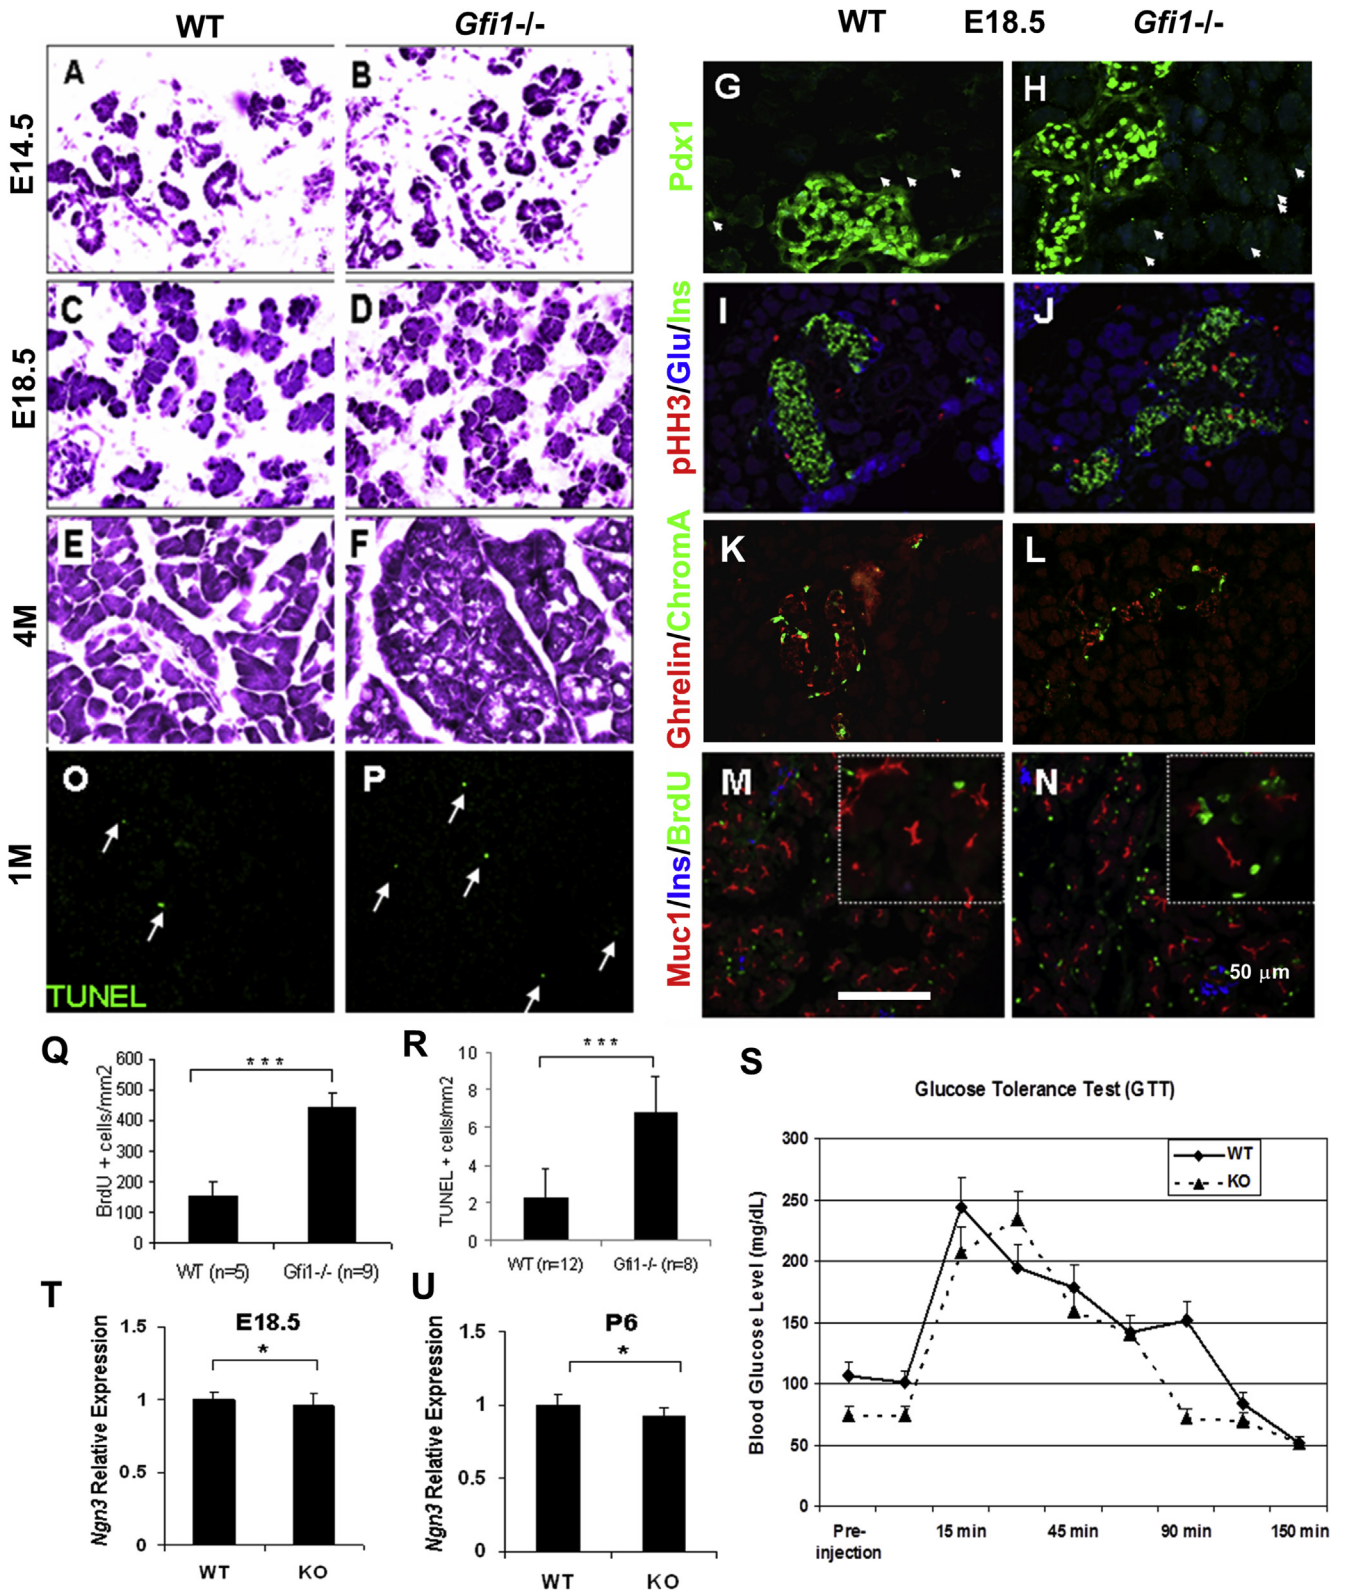 WT Gfi1-/- WT E18.5 Gfi1-/-
E14.5
A B
E18.5
C D
4M
E F
1M
O P
TUNEL
Pdx1
G H
pHH3/Glu/Ins
I J
Ghrelin/ChromA
K L
Muc1/Ins/BrdU
M N
50 µm
Q
BrdU + cells/mm2
600
500
400
300
200
100
0
***
WT (n=5) Gfi1-/- (n=9)
R
TUNEL + cells/mm2
10
8
6
4
2
0
***
WT (n=12) Gfi1-/- (n=8)
S
Glucose Tolerance Test (GTT)
Blood Glucose Level (mg/dL)
300
250
200
150
100
50
0
WT
KO
Pre-
injection
15 min 45 min 90 min 150 min
T
E18.5
Ngn3 Relative Expression
1.5
1
0.5
0
*
WT KO
U
P6
Ngn3 Relative Expression
1.5
1
0.5
0
*
WT KO